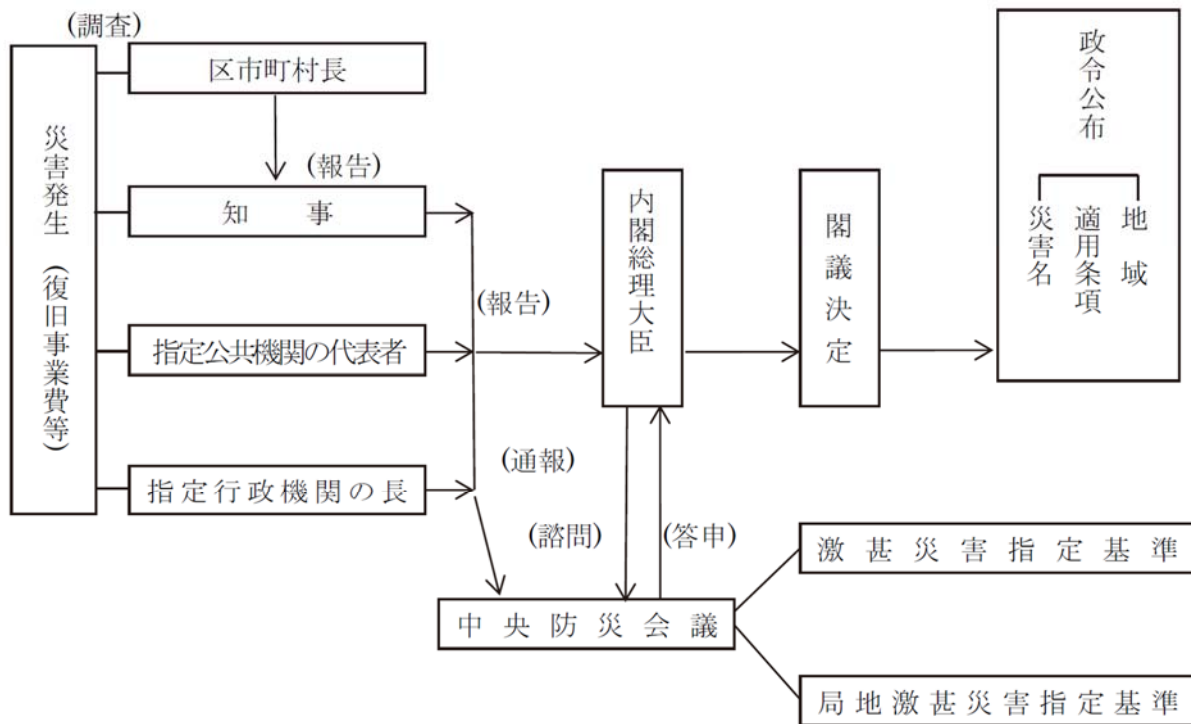 (調査)
区市町村長
災害発生 (復旧事業費等)
(報告)
知 事
指定公共機関の代表者
指定行政機関の長
(報告)
(通報)
内閣総理大臣
閣議決定
政令公布
地 域
適用条項
災害名
(諮問)
(答申)
中央防災会議
激甚災害指定基準
局地激甚災害指定基準